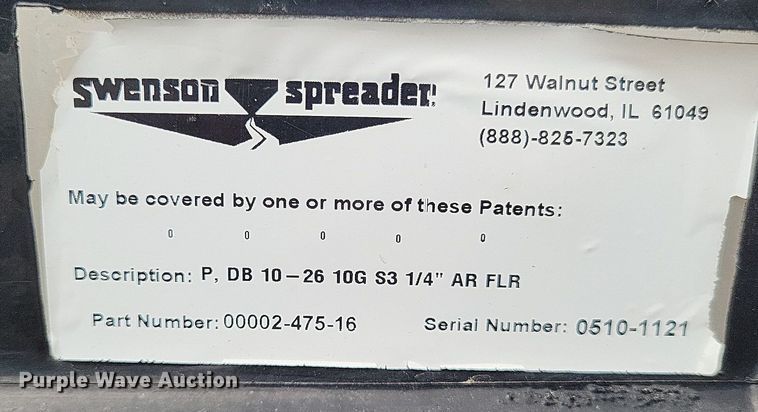 swenson spreader
127 Walnut Street
Lindenwood, IL 61049
(888)-825-7323
May be covered by one or more of these Patents:
0 0 0 0 0
Description: P, DB 10-26 10G S3 1/4" AR FLR
Part Number: 00002-475-16
Serial Number: 0510-1121
Purple Wave Auction